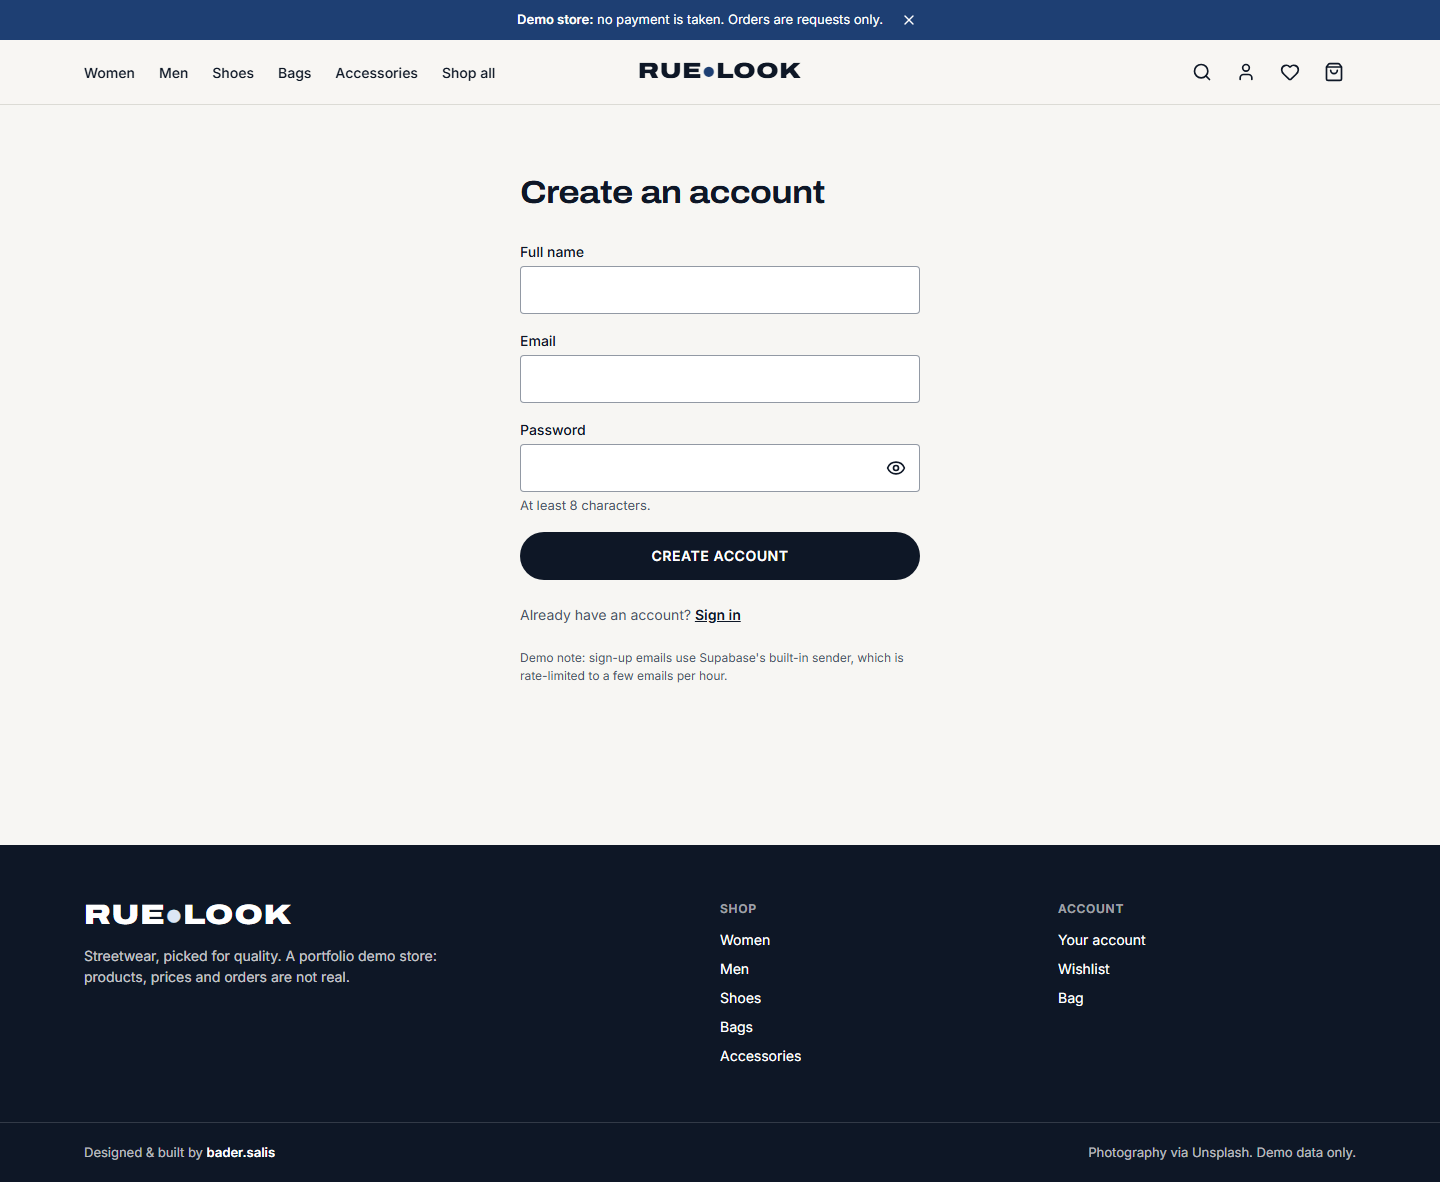 Demo store: no payment is taken. Orders are requests only.
Women Men Shoes Bags Accessories Shop all
RUE•LOOK
Create an account
Full name
Email
Password
At least 8 characters.
CREATE ACCOUNT
Already have an account? Sign in
Demo note: sign-up emails use Supabase's built-in sender, which is
rate-limited to a few emails per hour.
RUE•LOOK
Streetwear, picked for quality. A portfolio demo store:
products, prices and orders are not real.
SHOP
Women
Men
Shoes
Bags
Accessories
ACCOUNT
Your account
Wishlist
Bag
Designed & built by bader.salis
Photography via Unsplash. Demo data only.